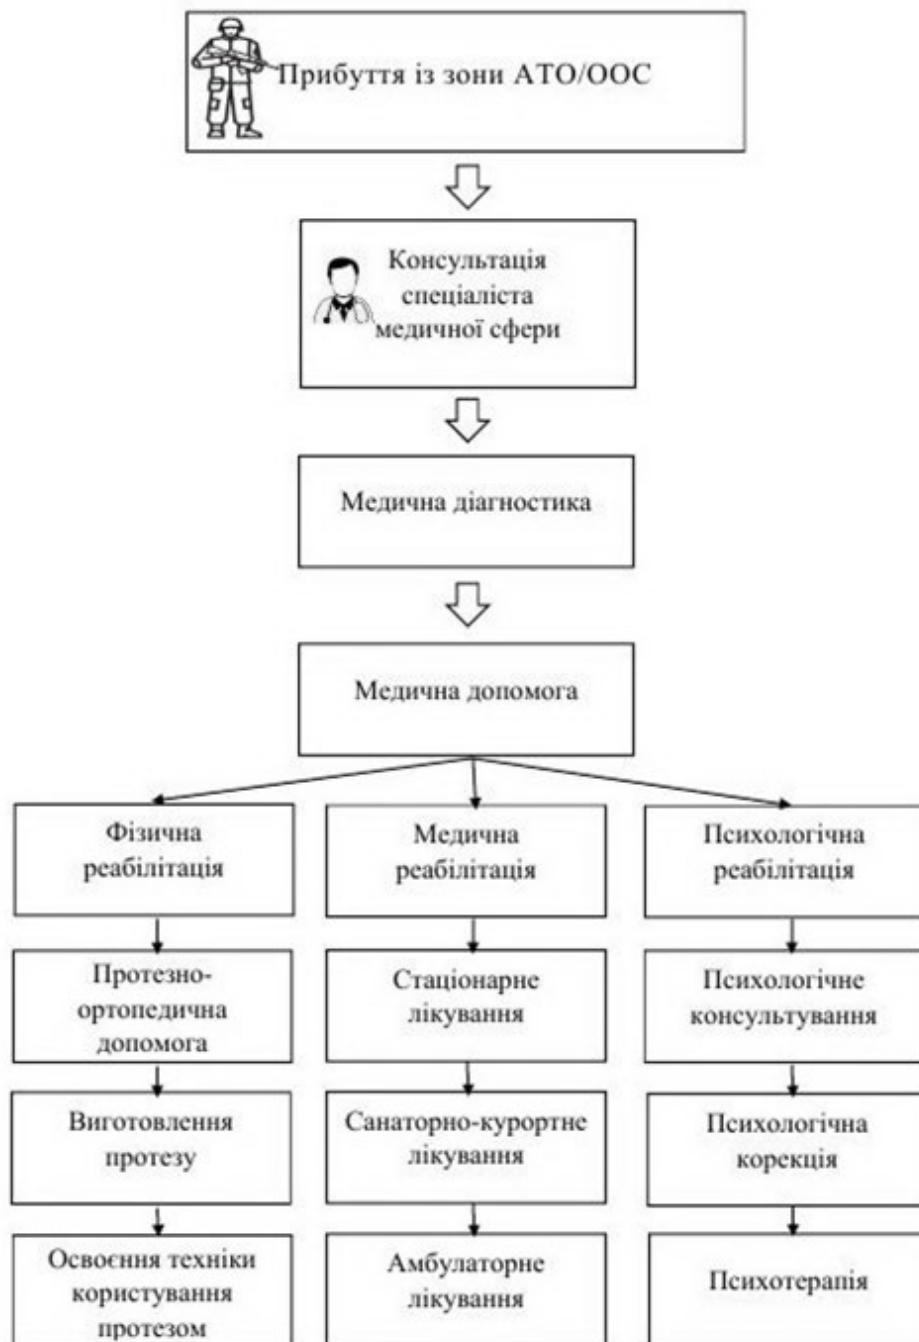 Прибуття із зони АТО/ООС
Консультація
спеціаліста
медичної сфери
Медична діагностика
Медична допомога
Фізична
реабілітація
Медична
реабілітація
Психологічна
реабілітація
Протезно-
ортопедична
допомога
Стаціонарне
лікування
Психологічне
консультування
Виготовлення
протезу
Санаторно-курортне
лікування
Психологічна
корекція
Освоєння техніки
користування
протезом
Амбулаторне
лікування
Психотерапія